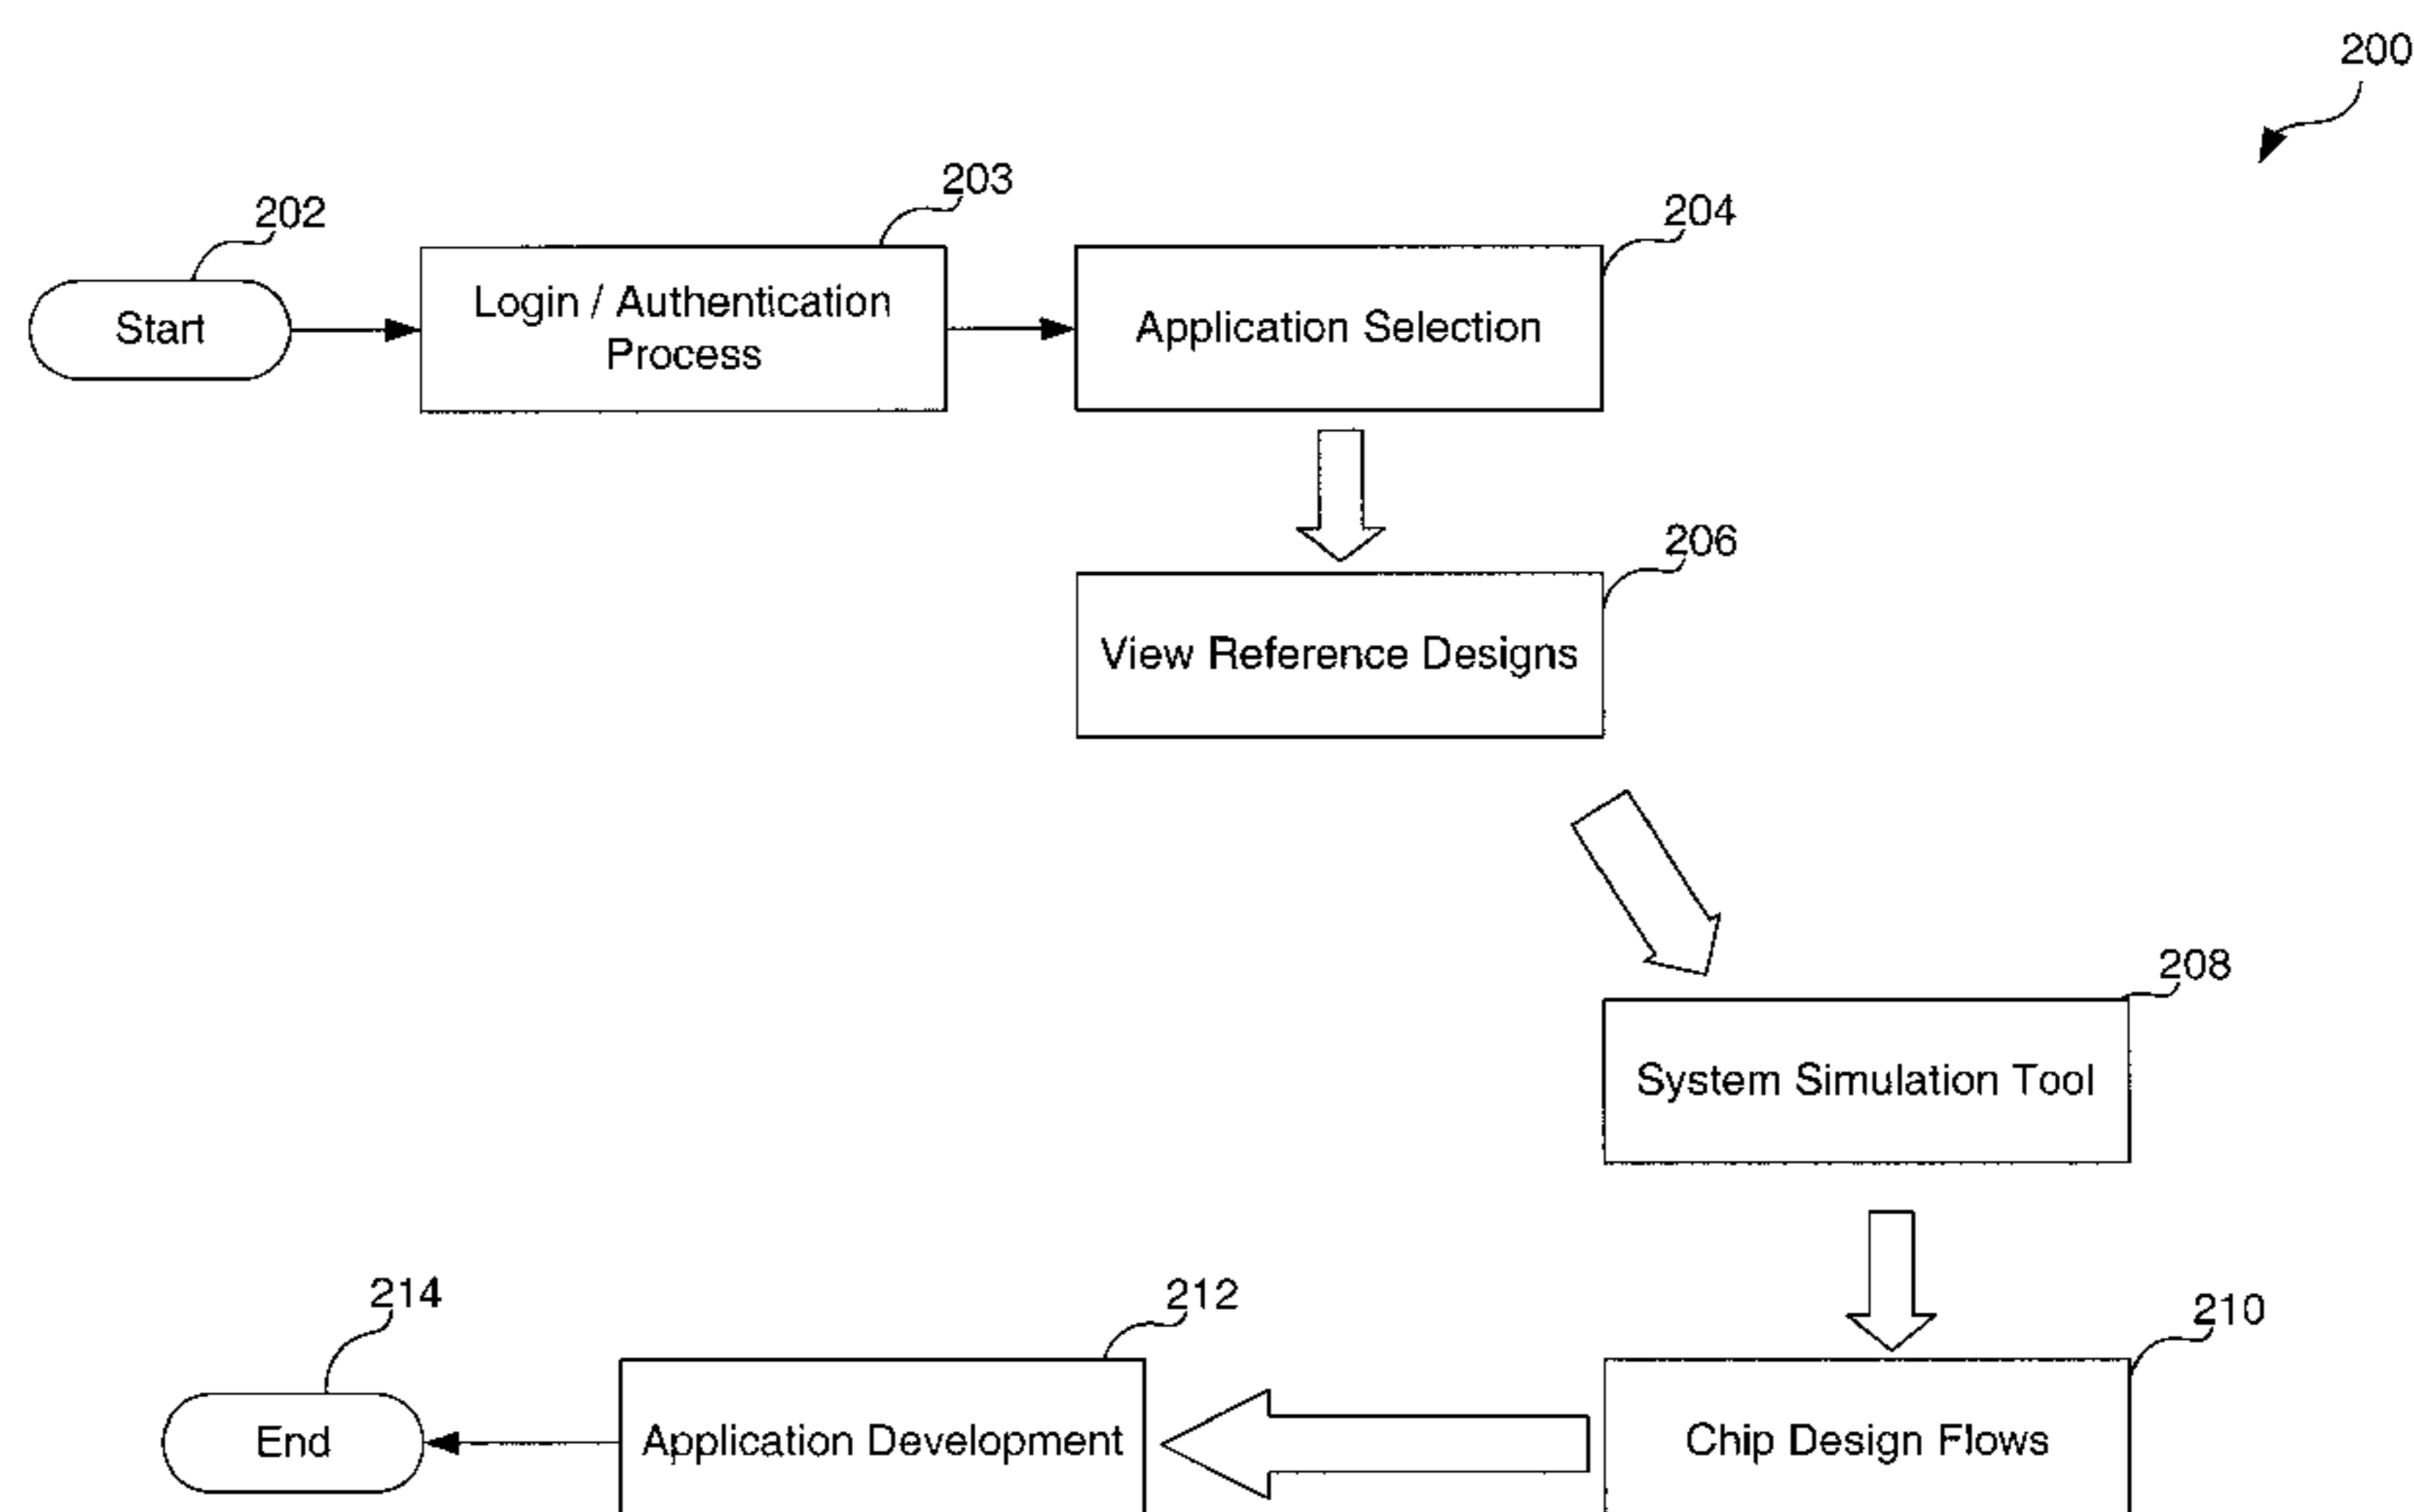 200
203
202
204
Login / Authentication
Process
Start
Application Selection
206
View Reference Designs
208
System Simulation Tool
214
212
210
End
Application Development
Chip Design Flows